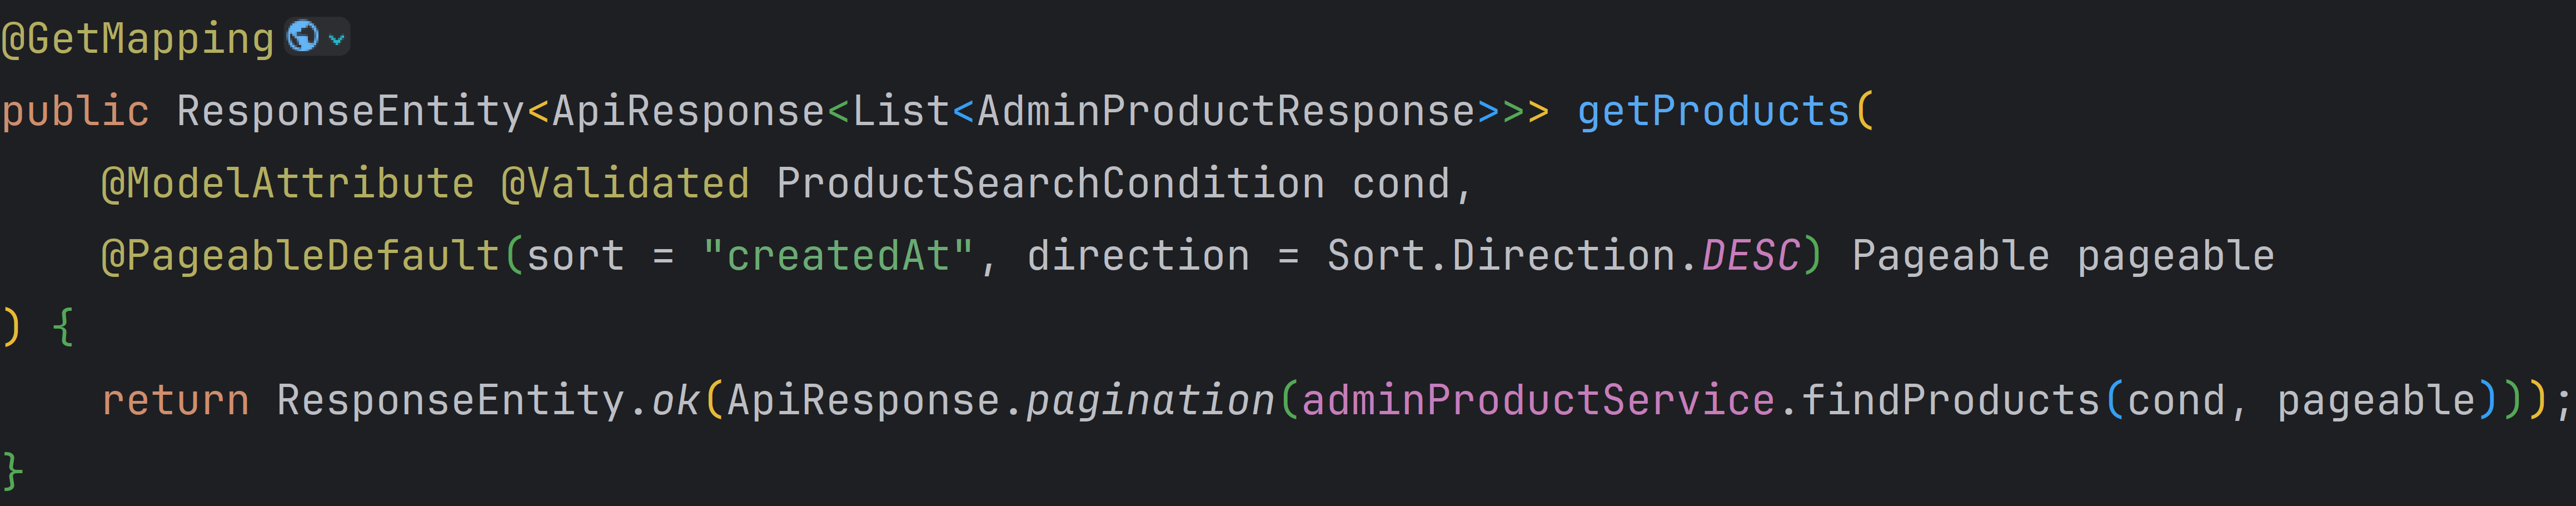 @GetMapping
public ResponseEntity<ApiResponse<List<AdminProductResponse>>> getProducts(
    @ModelAttribute @Validated ProductSearchCondition cond,
    @PageableDefault(sort = "createdAt", direction = Sort.Direction.DESC) Pageable pageable
) {
    return ResponseEntity.ok(ApiResponse.pagination(adminProductService.findProducts(cond, pageable)));
}